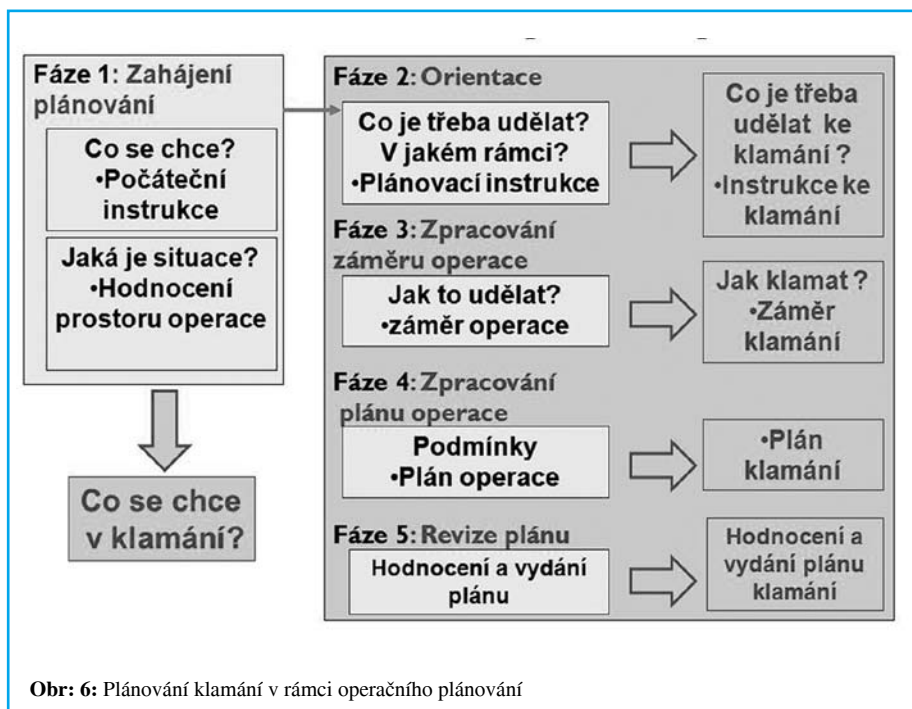 Fáze 1: Zahájení
plánování
Co se chce?
•Počáteční
instrukce
Jaká je situace?
•Hodnocení
prostoru operace
Co se chce
v klamání?
Fáze 2: Orientace
Co je třeba udělat?
V jakém rámci?
•Plánovací instrukce
Co je třeba
udělat ke
klamání ?
•Instrukce ke
klamání
Fáze 3: Zpracování
záměru operace
Jak to udělat?
•záměr operace
Jak klamat ?
•Záměr
klamání
Fáze 4: Zpracování
plánu operace
Podmínky
•Plán operace
•Plán
klamání
Fáze 5: Revize plánu
Hodnocení a vydání
plánu
Hodnocení a
vydání plánu
klamání
Obr: 6: Plánování klamání v rámci operačního plánování